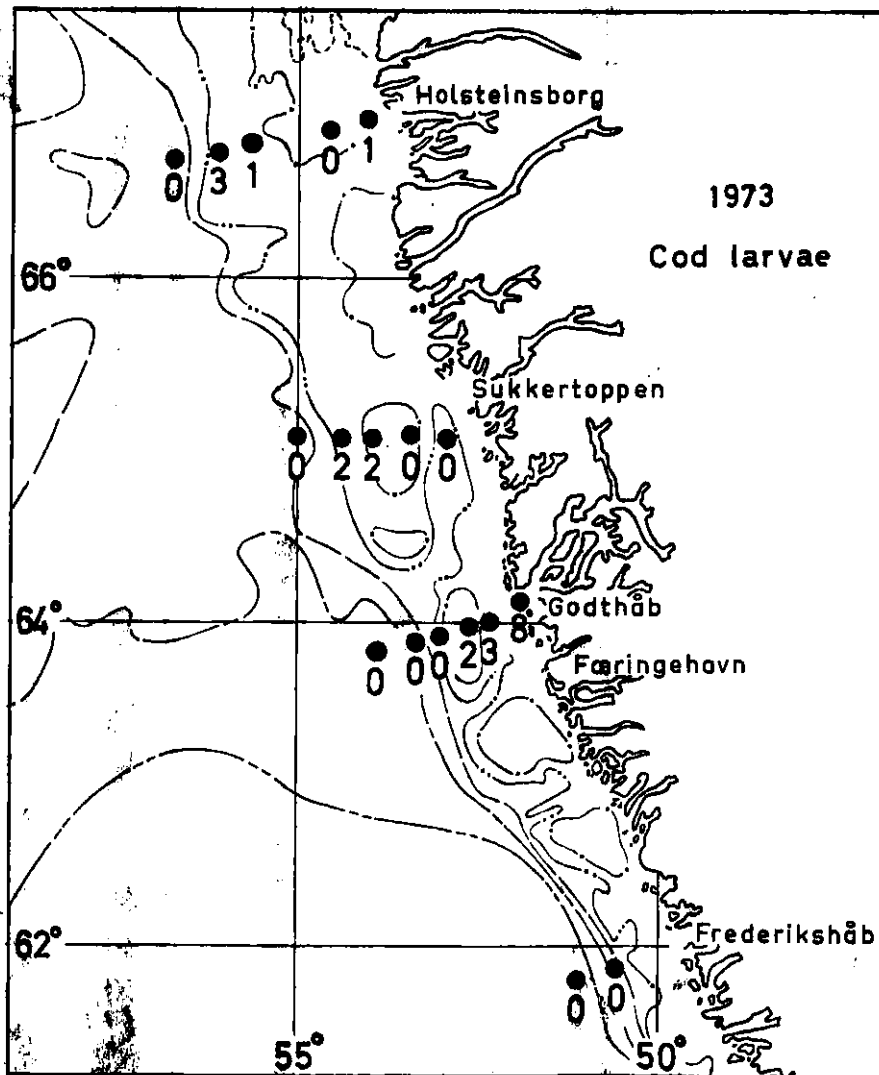 Holsteinsborg
0 3 1 0 1
1973
Cod larvae
66°
Sukkertoppen
0 2 2 0 0
Godthåb
64°
0 0 0 2 3 8
Færingehavn
62°
Frederikshåb
0 0
55° 50°